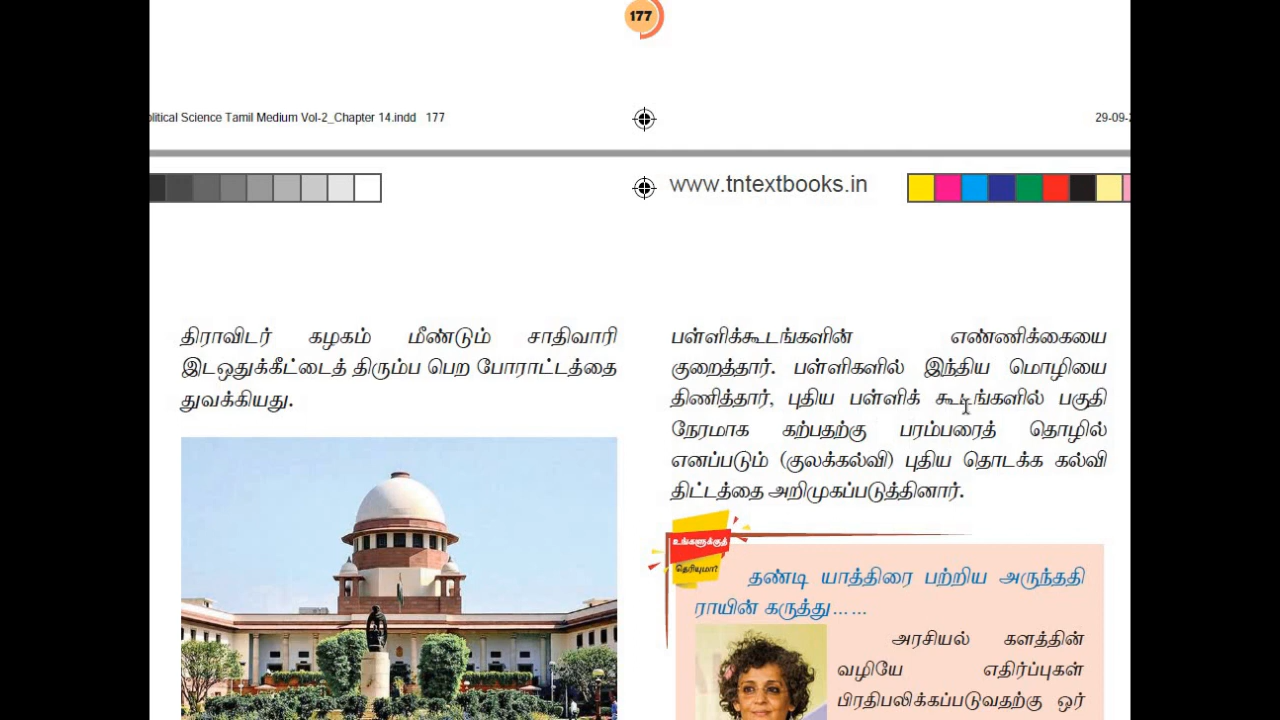 177
olitical Science Tamil Medium Vol-2_Chapter 14.indd 177
29-09-2
www.tntextbooks.in
திராவிடர் கழகம் மீண்டும் சாதிவாரி
இடஒதுக்கீட்டைத் திரும்ப பெற போராட்டத்தை
துவக்கியது.
பள்ளிக்கூடங்களின் எண்ணிக்கையை
குறைத்தார். பள்ளிகளில் இந்திய மொழியை
திணித்தார், புதிய பள்ளிக் கூடங்களில் பகுதி
நேரமாக கற்பதற்கு பரம்பரைத் தொழில்
எனப்படும் (குலக்கல்வி) புதிய தொடக்க கல்வி
திட்டத்தை அறிமுகப்படுத்தினார்.
உங்களுக்குத்
தெரியுமா?
தண்டி யாத்திரை பற்றிய அருந்ததி
ராயின் கருத்து......
அரசியல் களத்தின்
வழியே எதிர்ப்புகள்
பிரதிபலிக்கப்படுவதற்கு ஓர்